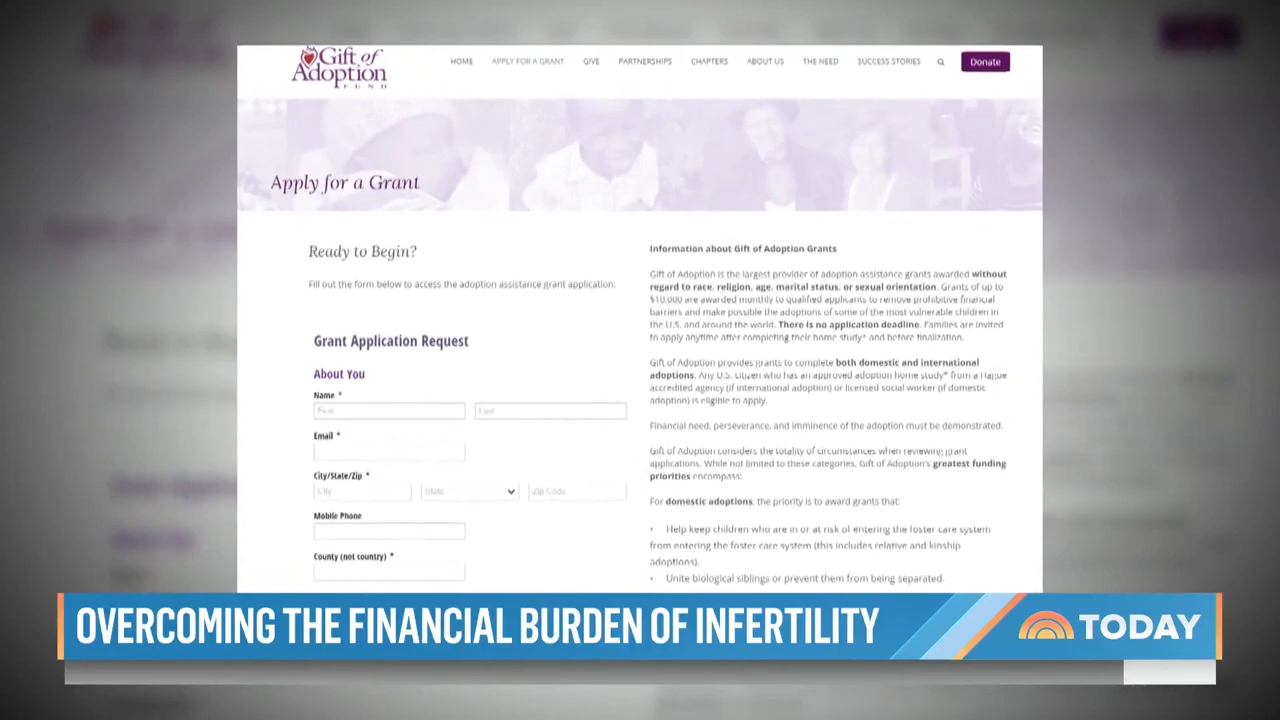 Gift of
Adoption
FUND
HOME APPLY FOR A GRANT GIVE PARTNERSHIPS CHAPTERS ABOUT US THE NEED SUCCESS STORIES Donate
Apply for a Grant
Ready to Begin?
Fill out the form below to access the adoption assistance grant application:
Grant Application Request
About You
Name *
First Last
Email *
City/State/Zip *
City State Zip Code
Mobile Phone
County (not country) *
Information about Gift of Adoption Grants
Gift of Adoption is the largest provider of adoption assistance grants awarded without
regard to race, religion, age, marital status, or sexual orientation. Grants of up to
$10,000 are awarded monthly to qualified applicants to remove prohibitive financial
barriers and make possible the adoptions of some of the most vulnerable children in
the U.S. and around the world. There is no application deadline. Families are invited
to apply anytime after completing their home study* and before finalization.
Gift of Adoption provides grants to complete both domestic and international
adoptions. Any U.S. citizen who has an approved adoption home study* from a Hague
accredited agency (if international adoption) or licensed social worker (if domestic
adoption) is eligible to apply.
Financial need, perseverance, and imminence of the adoption must be demonstrated.
Gift of Adoption considers the totality of circumstances when reviewing grant
applications. While not limited to these categories, Gift of Adoption's greatest funding
priorities encompass:
For domestic adoptions, the priority is to award grants that:
• Help keep children who are in or at risk of entering the foster care system
from entering the foster care system (this includes relative and kinship
adoptions).
• Unite biological siblings or prevent them from being separated.
OVERCOMING THE FINANCIAL BURDEN OF INFERTILITY
TODAY